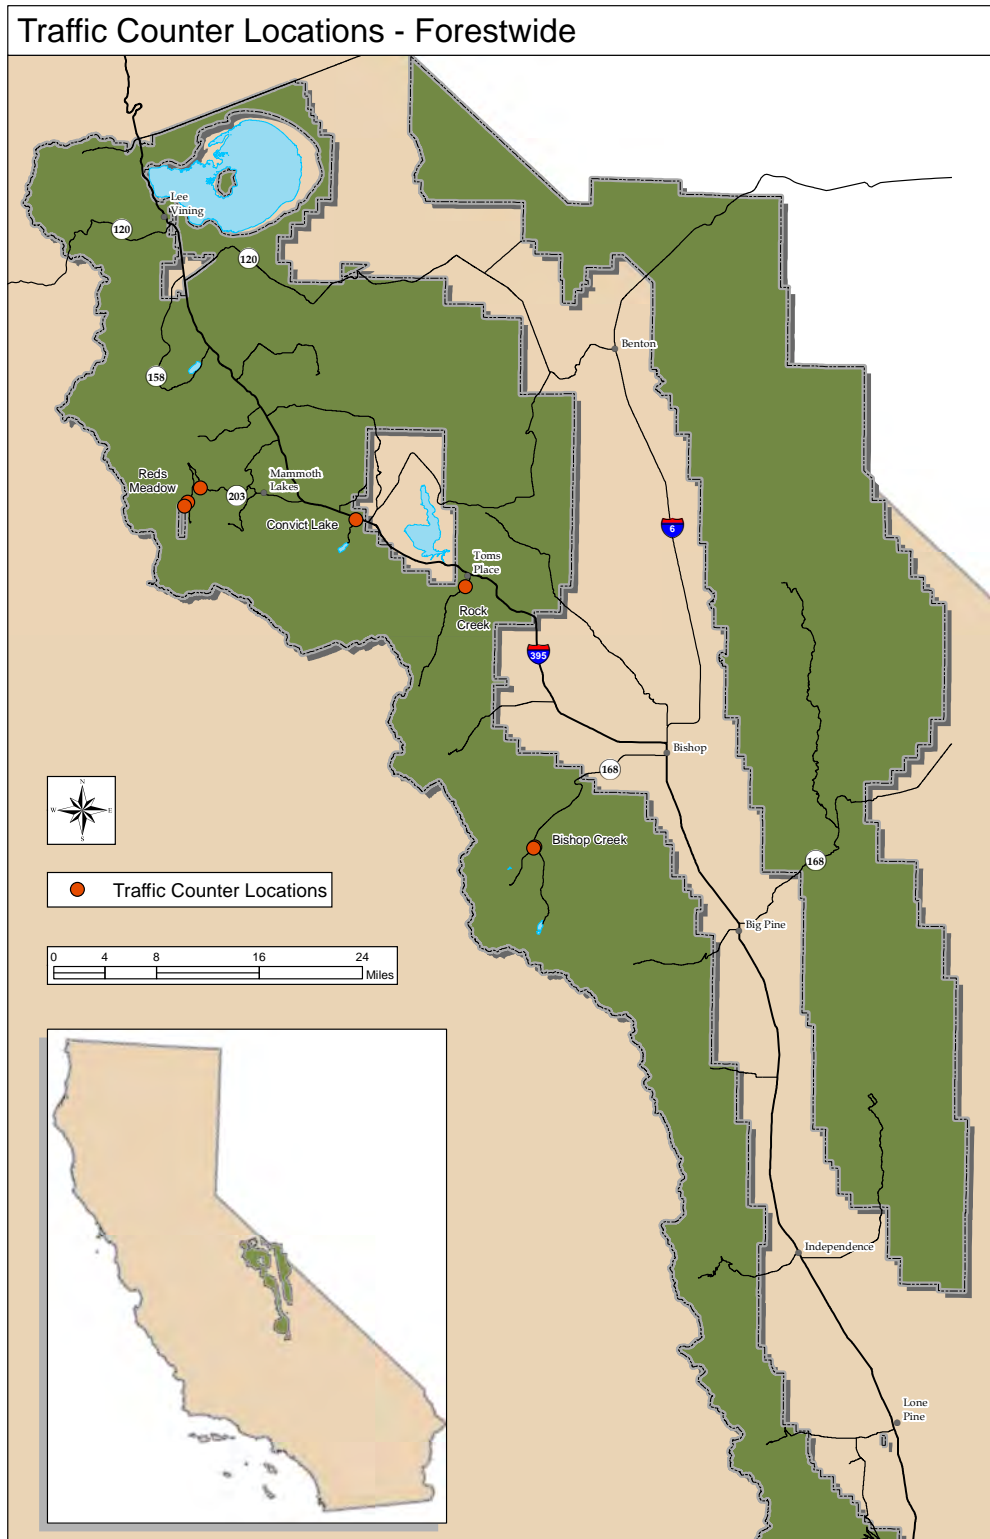 Traffic Counter Locations - Forestwide
Lee
Vining
120
120
158
Benton
Reds
Meadow
Mammoth
Lakes
203
Convict Lake
6
Toms
Place
Rock
Creek
395
Bishop
168
N
W
E
S
Bishop Creek
168
Traffic Counter Locations
Big Pine
0 4 8 16 24
Miles
Independence
Lone
Pine